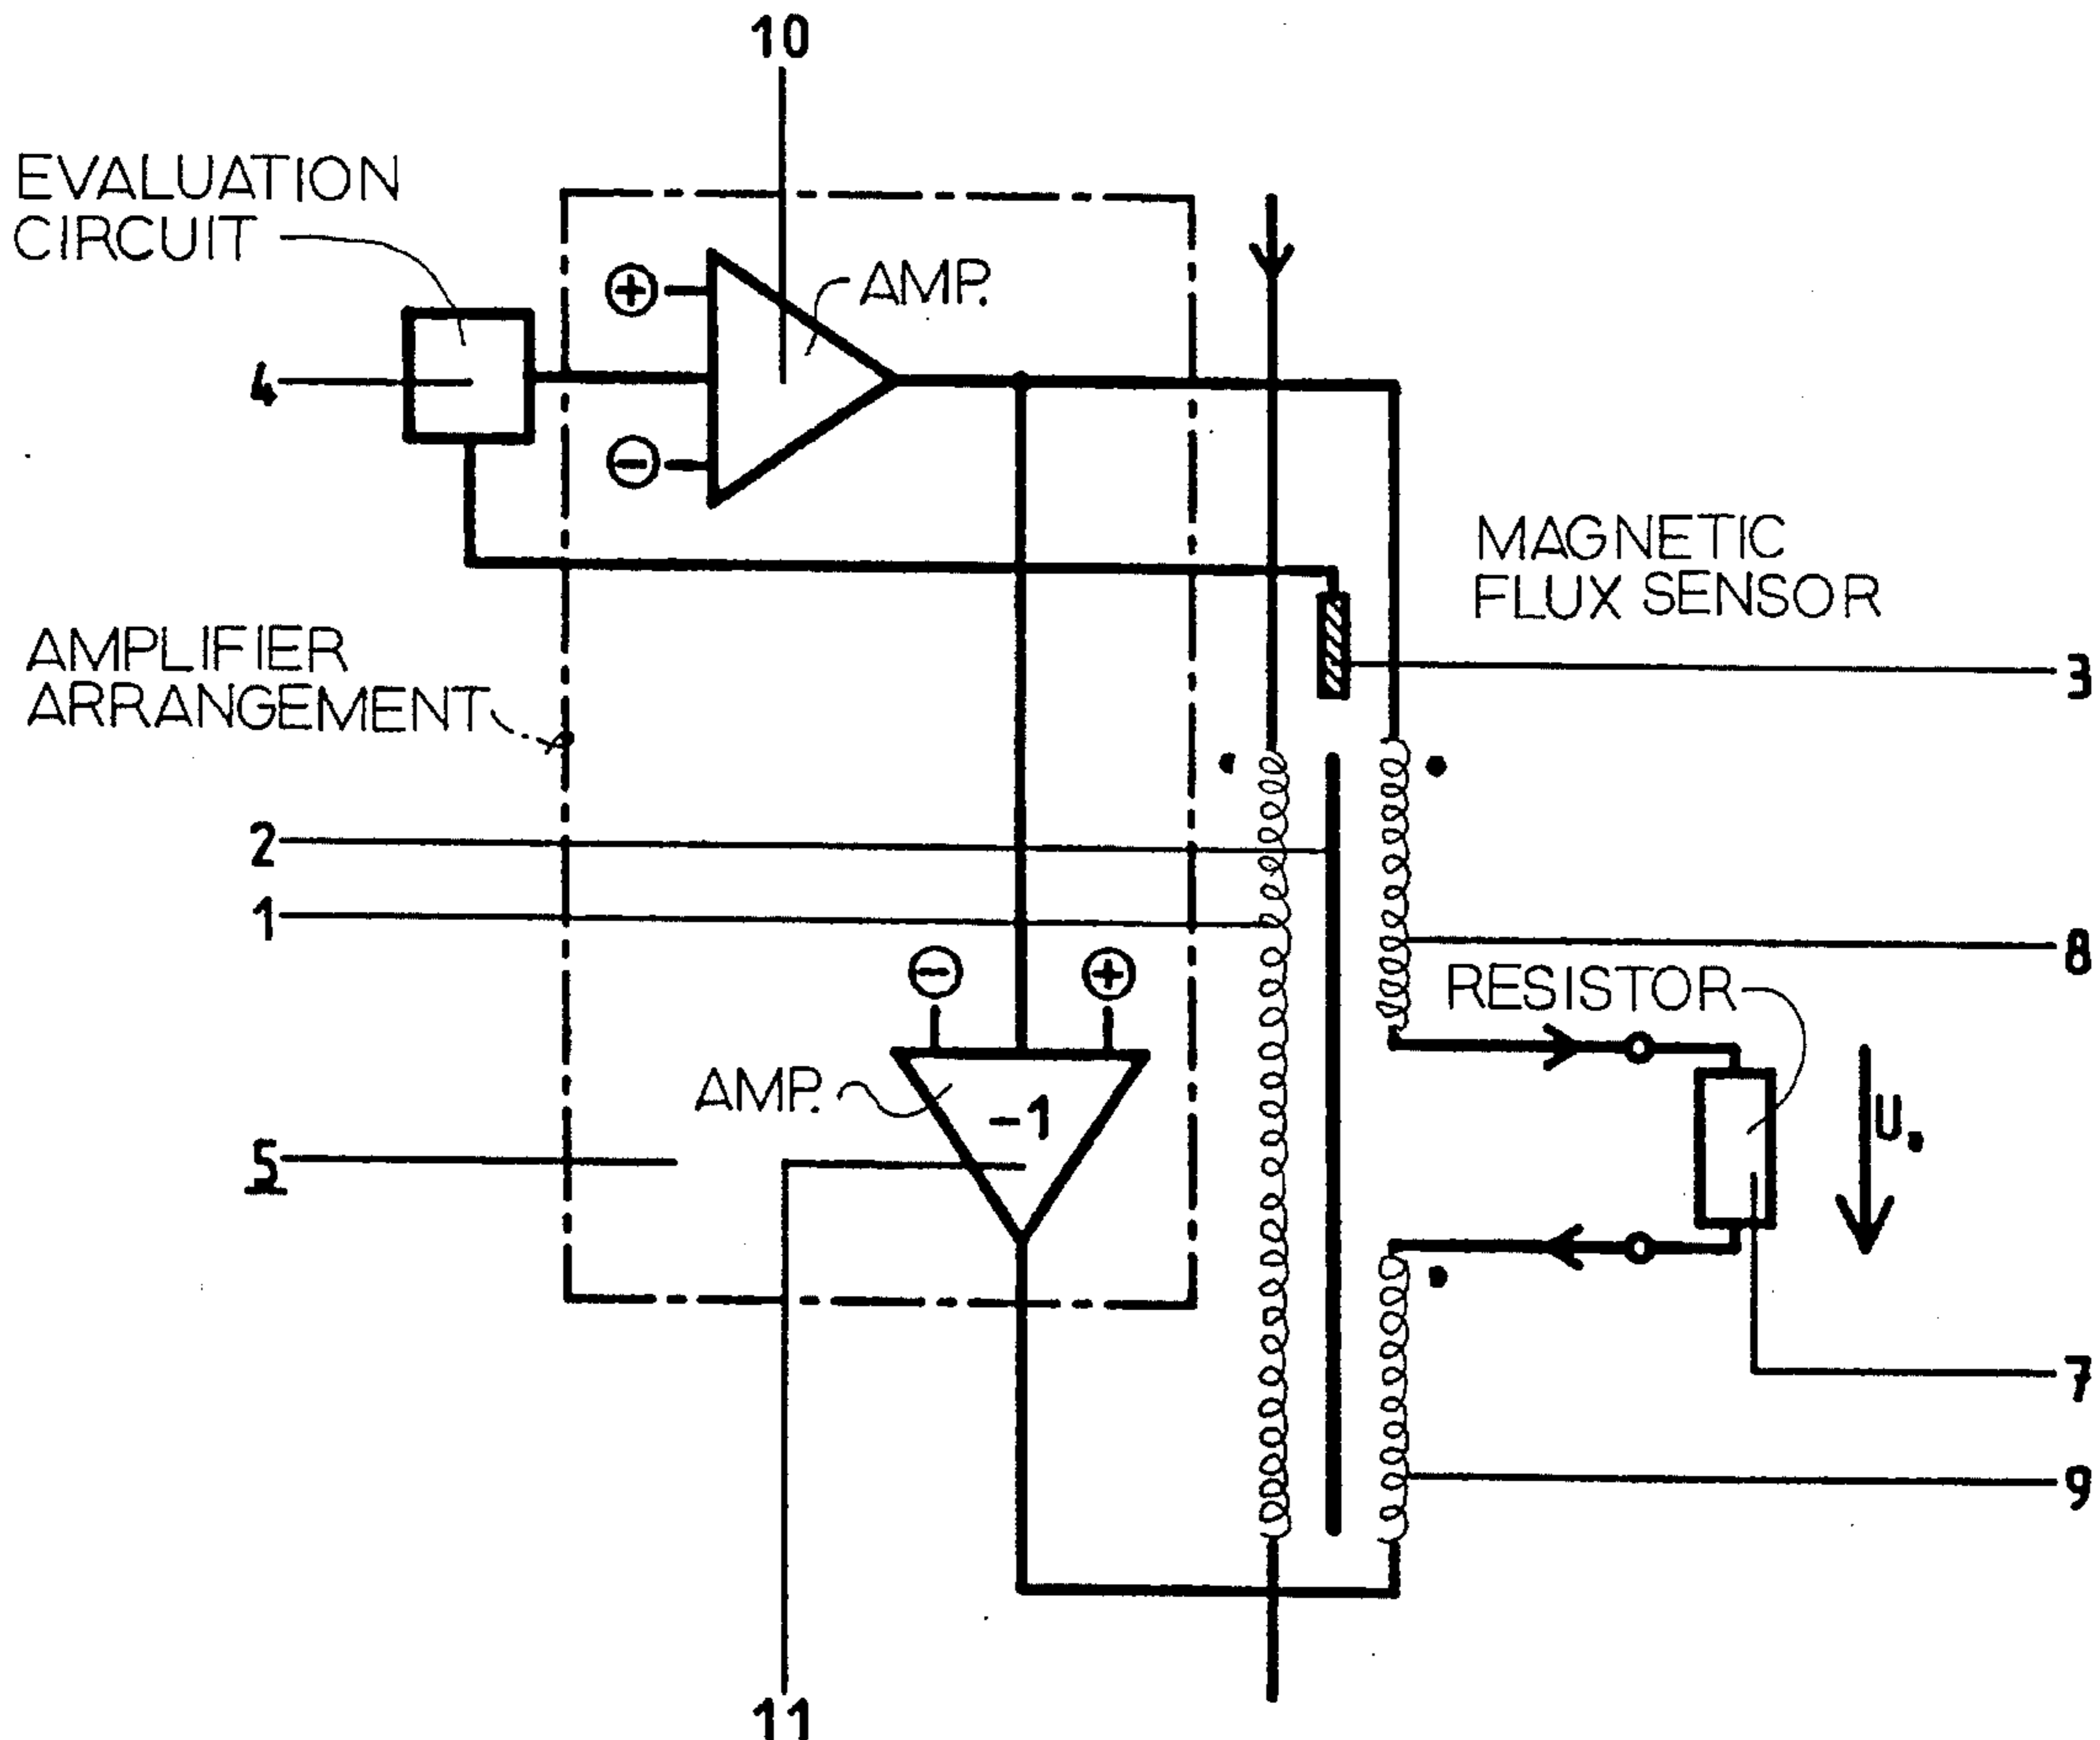 10
EVALUATION
CIRCUIT
+
AMP.
4
-
MAGNETIC
FLUX SENSOR
3
AMPLIFIER
ARRANGEMENT
2
1
8
- +
RESISTOR
AMP.
-1
U.
5
7
9
11